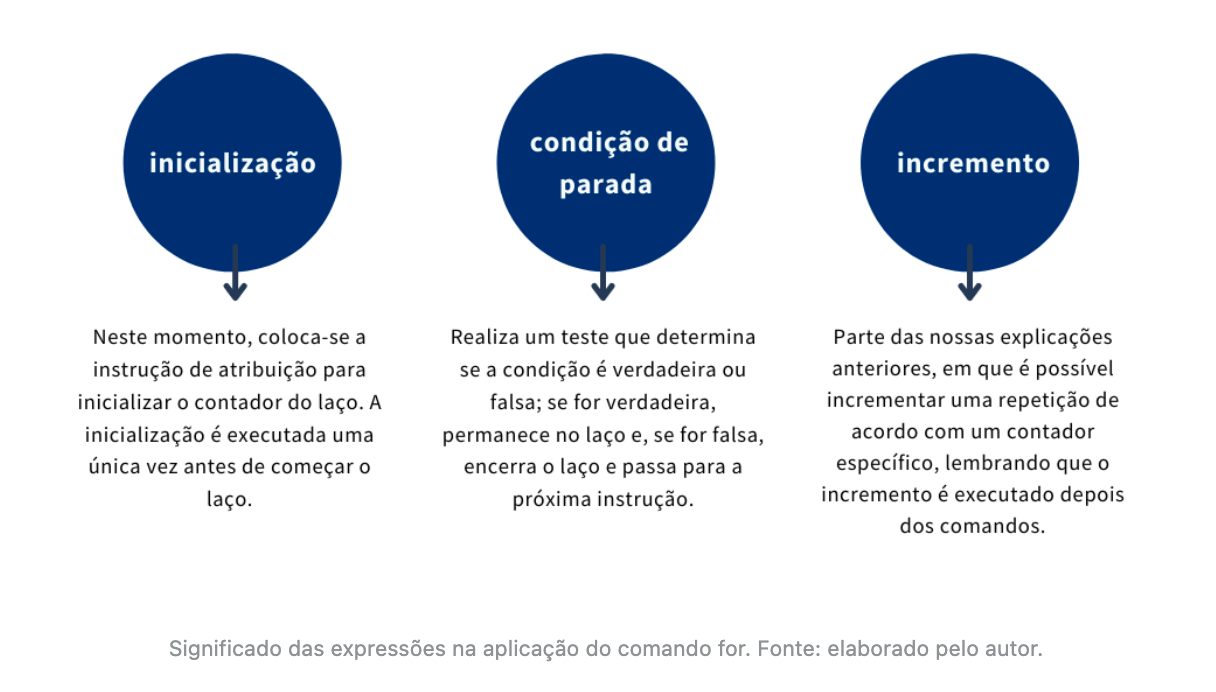 inicialização
condição de
parada
incremento
Neste momento, coloca-se a
instrução de atribuição para
inicializar o contador do laço. A
inicialização é executada uma
única vez antes de começar o
laço.
Realiza um teste que determina
se a condição é verdadeira ou
falsa; se for verdadeira,
permanece no laço e, se for falsa,
encerra o laço e passa para a
próxima instrução.
Parte das nossas explicações
anteriores, em que é possível
incrementar uma repetição de
acordo com um contador
específico, lembrando que o
incremento é executado depois
dos comandos.
Significado das expressões na aplicação do comando for. Fonte: elaborado pelo autor.